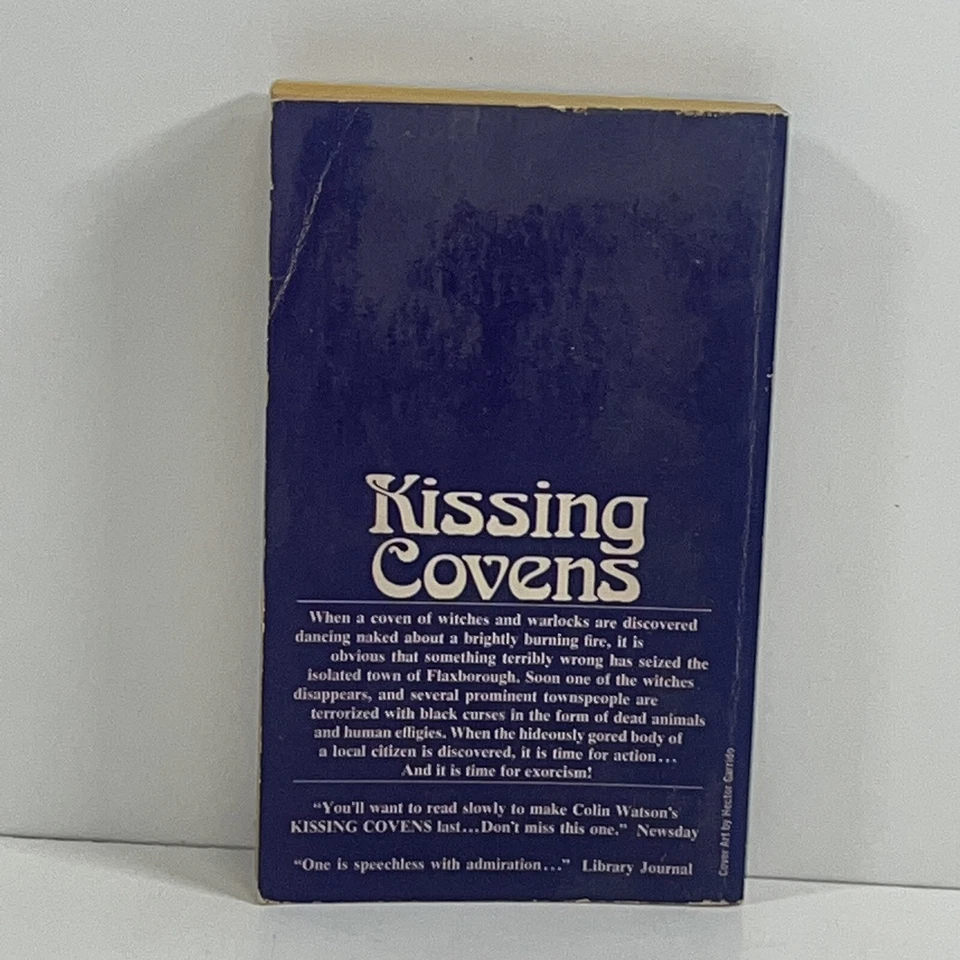 Kissing
Covens
When a coven of witches and warlocks are discovered
dancing naked about a brightly burning fire, it is
obvious that something terribly wrong has seized the
isolated town of Flaxborough. Soon one of the witches
disappears, and several prominent townspeople are
terrorized with black curses in the form of dead animals
and human effigies. When the hideously gored body of
a local citizen is discovered, it is time for action...
And it is time for exorcism!
"You'll want to read slowly to make Colin Watson's
KISSING COVENS last...Don't miss this one." Newsday
"One is speechless with admiration..." Library Journal
Cover Art by Hector Garrido